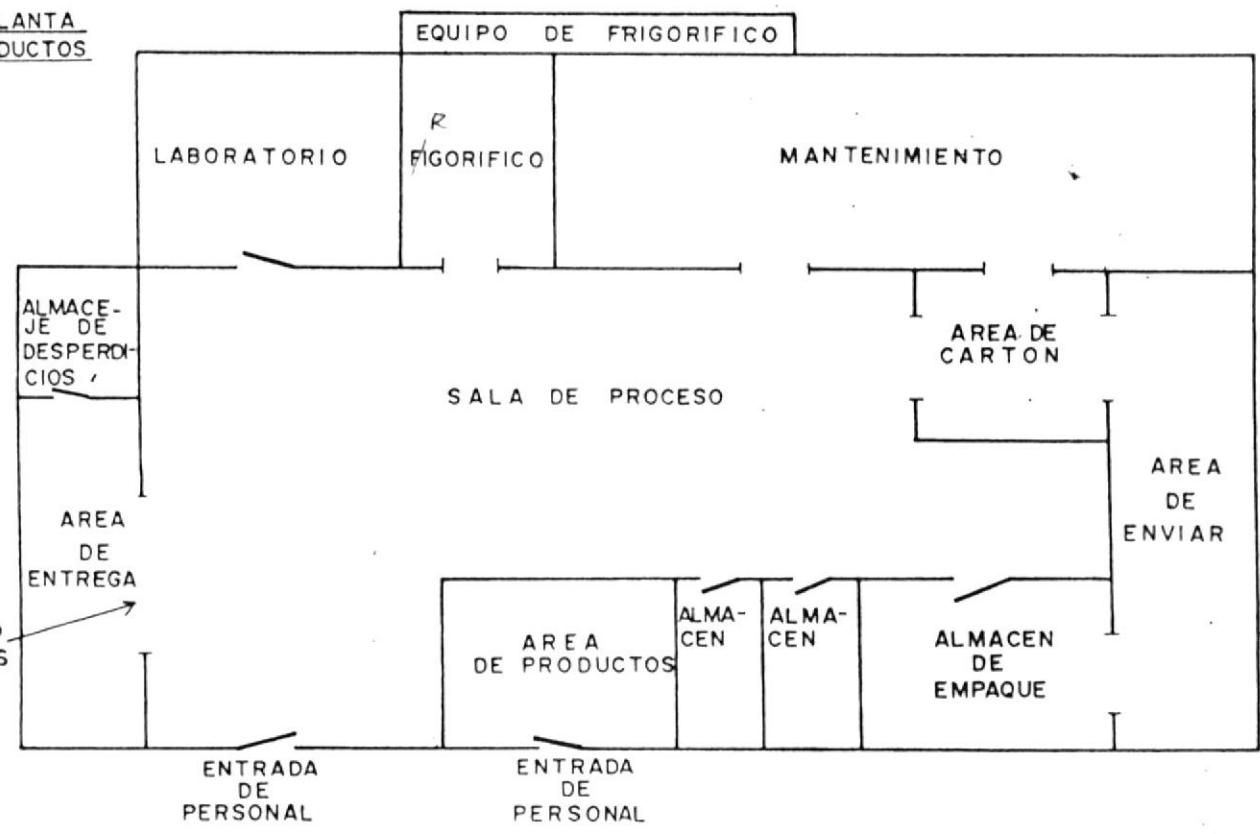 LANTA
DUCTOS
EQUIPO DE FRIGORIFICO
LABORATORIO
R
FIGORIFICO
MANTENIMIENTO
ALMACE-
JE DE
DESPERDI-
CIOS
AREA DE
CARTON
SALA DE PROCESO
AREA
DE
ENVIAR
AREA
DE
ENTREGA
S
AREA
DE PRODUCTOS
ALMA-
CEN
ALMA-
CEN
ALMACEN
DE
EMPAQUE
ENTRADA
DE
PERSONAL
ENTRADA
DE
PERSONAL